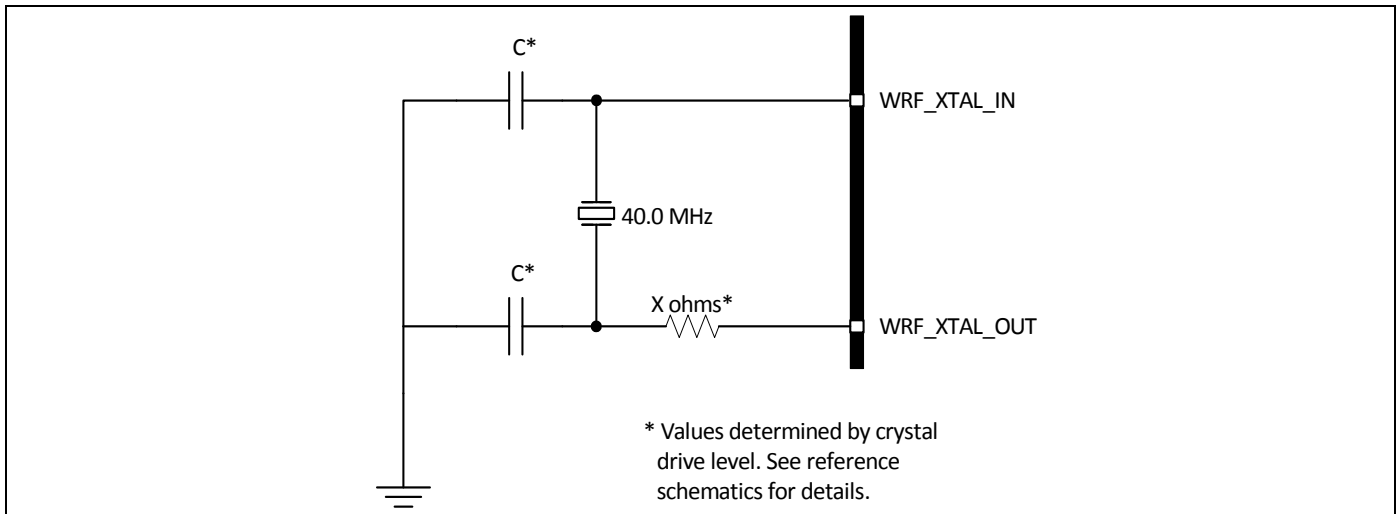 C*
WRF_XTAL_IN
40.0 MHz
C*
X ohms*
WRF_XTAL_OUT
* Values determined by crystal
drive level. See reference
schematics for details.